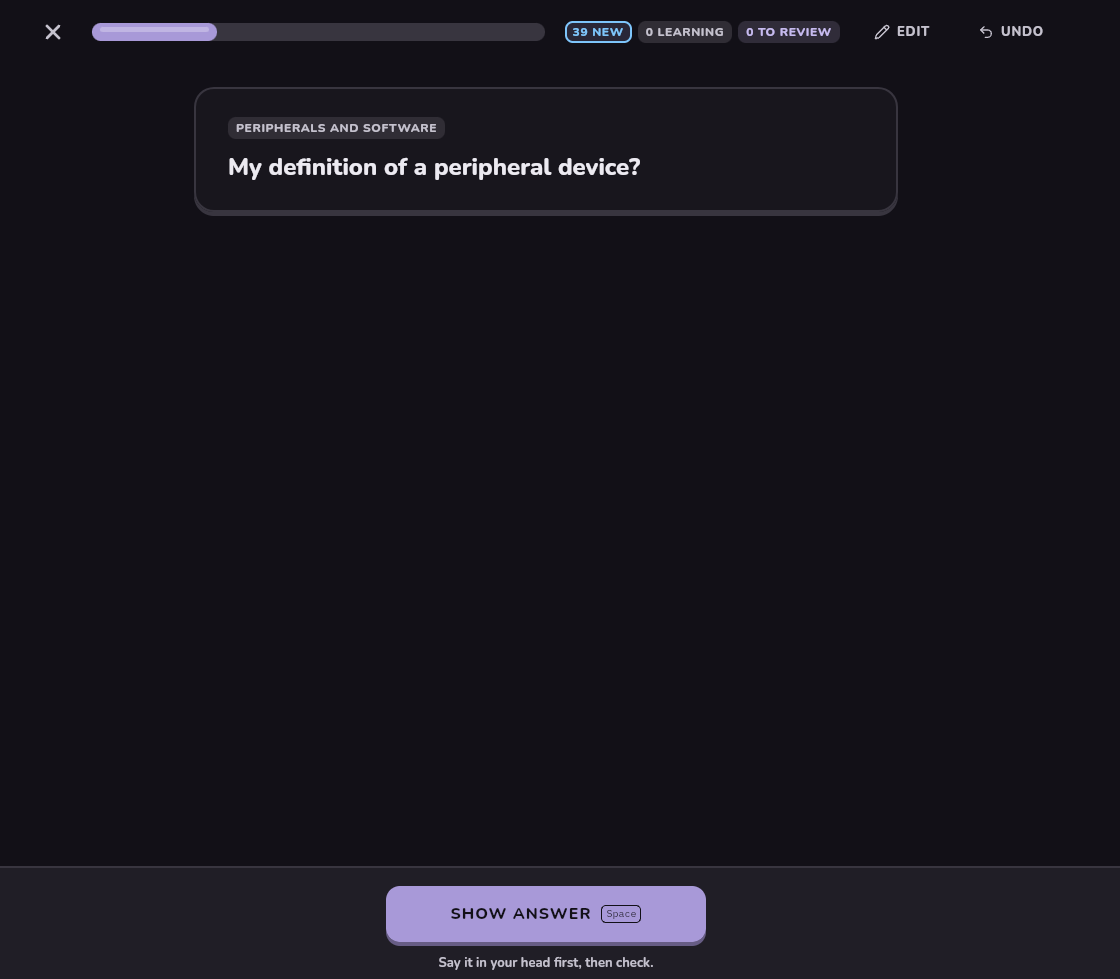 39 NEW 0 LEARNING 0 TO REVIEW EDIT UNDO
PERIPHERALS AND SOFTWARE
My definition of a peripheral device?
SHOW ANSWER Space
Say it in your head first, then check.